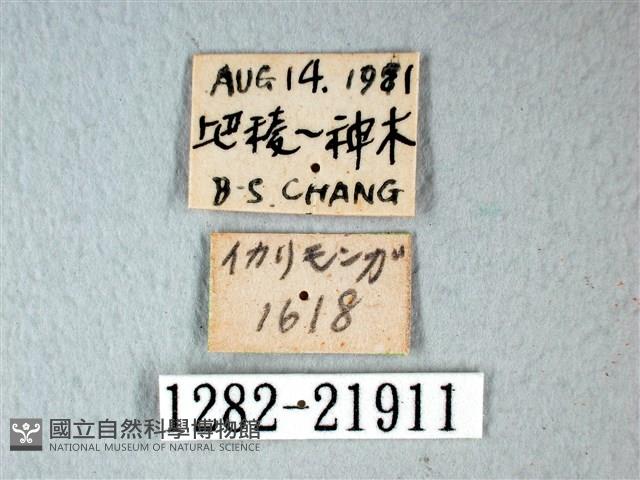 AUG 14. 1981
巴稜～神木
B-S. CHANG
イカリモンガ
1618
1282-21911
國立自然科學博物館
NATIONAL MUSEUM OF NATURAL SCIENCE